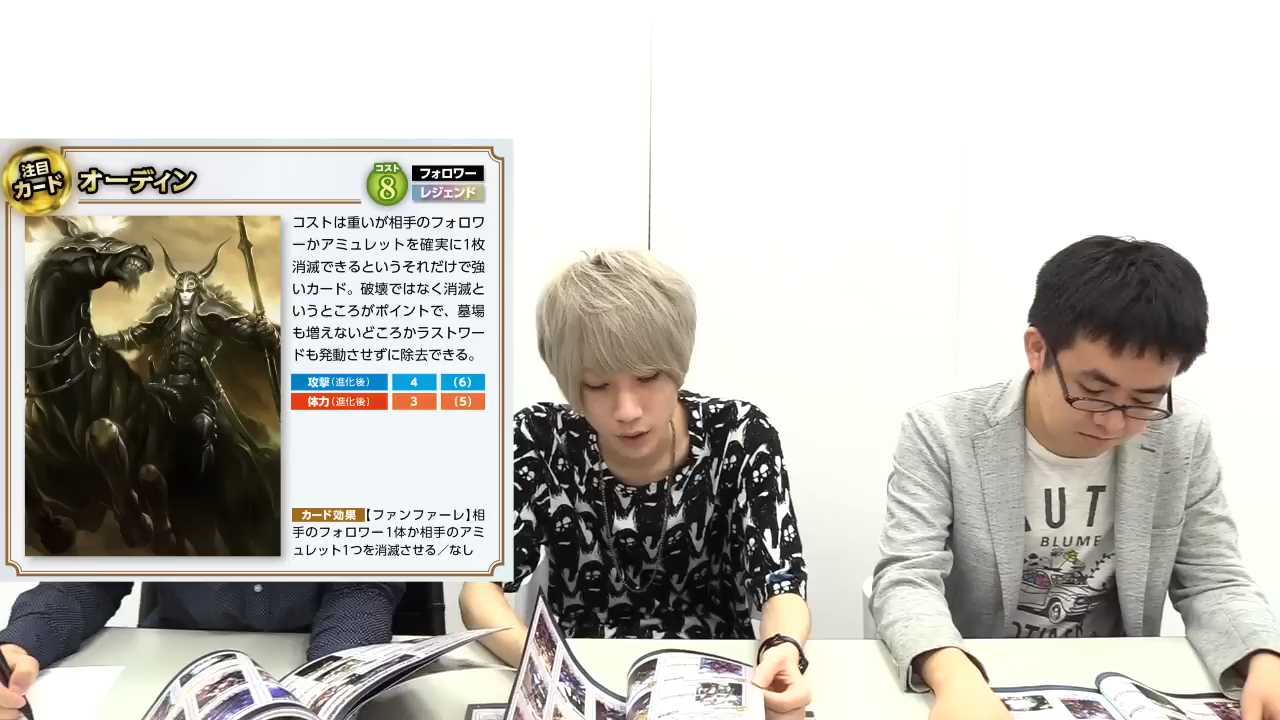 注目
カード
オーディン
コスト
8
フォロワー
レジェンド
コストは重いが相手のフォロワ
ーかアミュレットを確実に1枚
消滅できるというそれだけで強
いカード。破壊ではなく消滅と
いうところがポイントで、墓場
も増えないどころかラストワー
ドも発動させずに除去できる。
攻撃(進化後) 4 (6)
体力(進化後) 3 (5)
カード効果【ファンファーレ】相
手のフォロワー1体か相手のアミ
ュレット1つを消滅させる／なし
AUT
BLUME